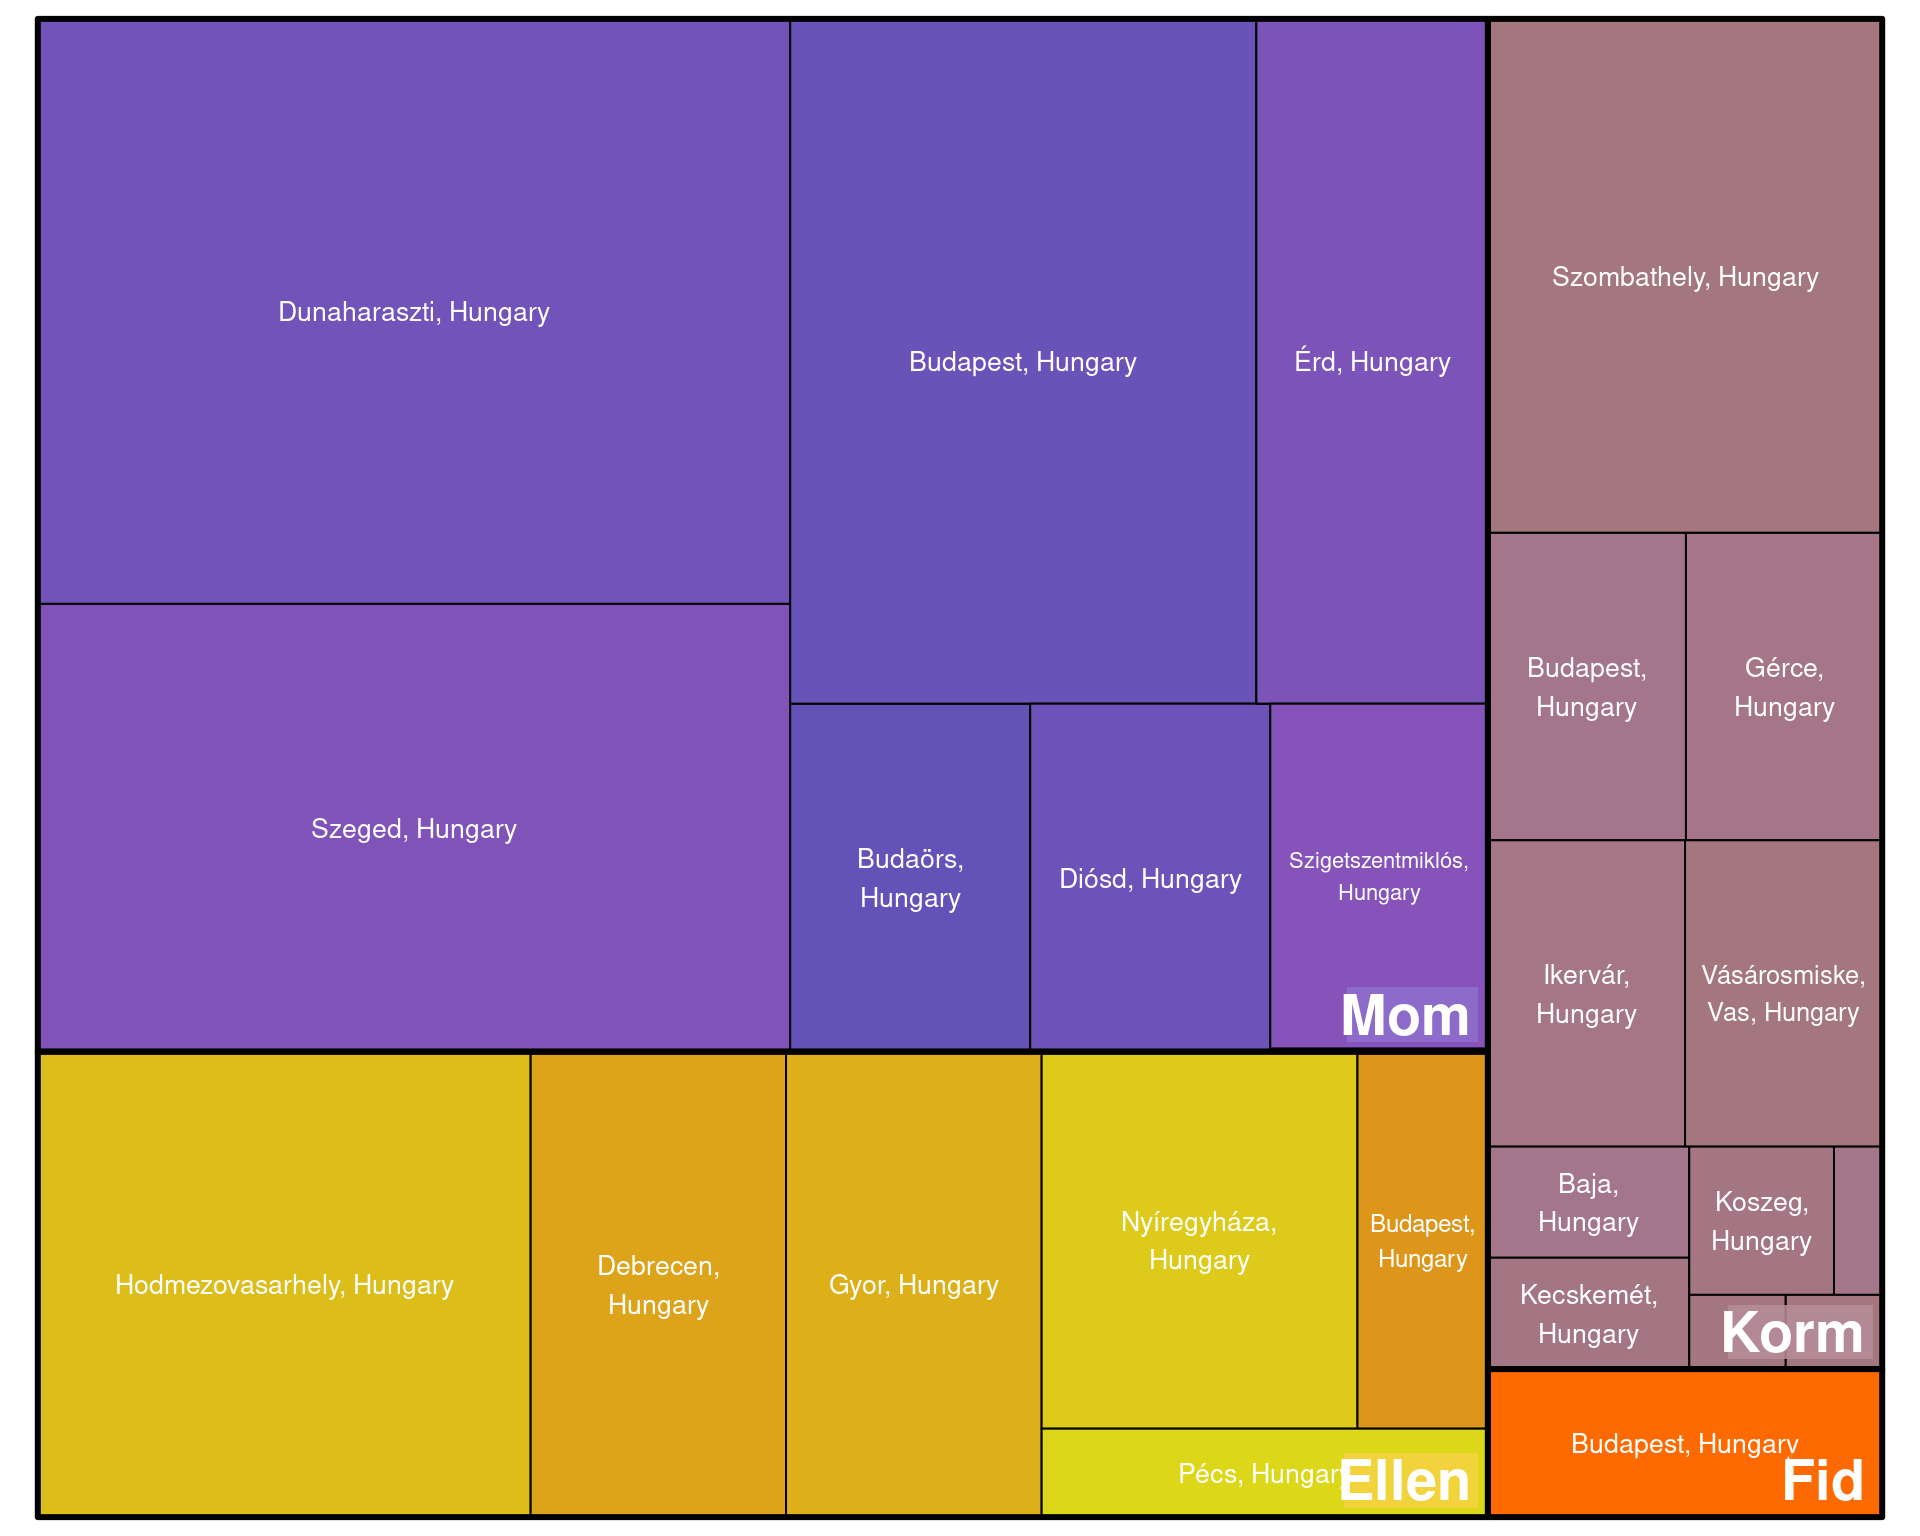 Dunaharaszti, Hungary
Szeged, Hungary
Budapest, Hungary
Érd, Hungary
Budaörs,
Hungary
Diósd, Hungary
Szigetszentmiklós,
Hungary
Mom
Hodmezovasarhely, Hungary
Debrecen,
Hungary
Gyor, Hungary
Nyíregyháza,
Hungary
Budapest,
Hungary
Pécs, Hungary
Ellen
Szombathely, Hungary
Budapest,
Hungary
Gérce,
Hungary
Ikervár,
Hungary
Vásárosmiske,
Vas, Hungary
Baja,
Hungary
Kecskemét,
Hungary
Koszeg,
Hungary
Korm
Budapest, Hungary
Fid